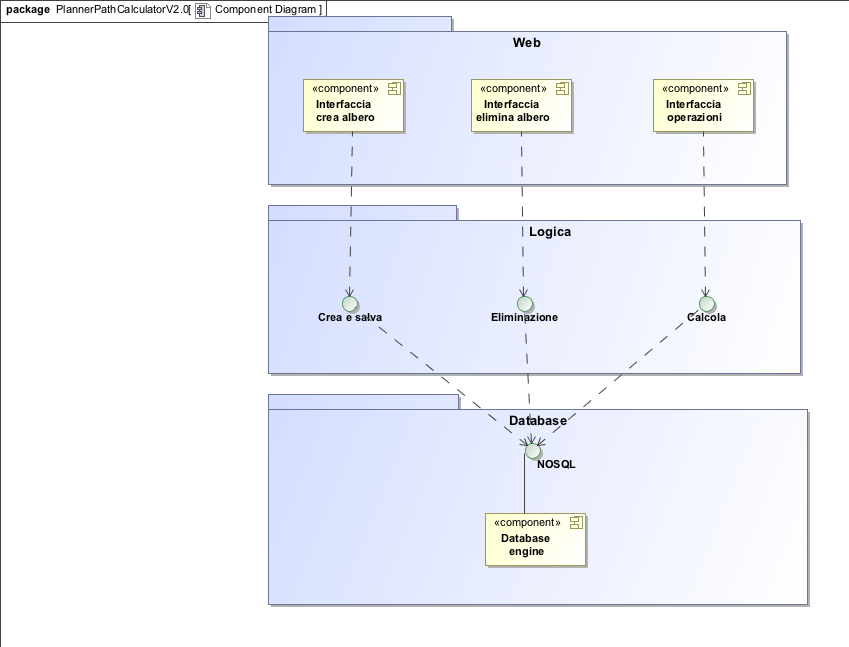 package PlannerPathCalculatorV2.0[ Component Diagram ]
Web
«component»
Interfaccia
crea albero
«component»
Interfaccia
elimina albero
«component»
Interfaccia
operazioni
Logica
Crea e salva
Eliminazione
Calcola
Database
NOSQL
«component»
Database
engine